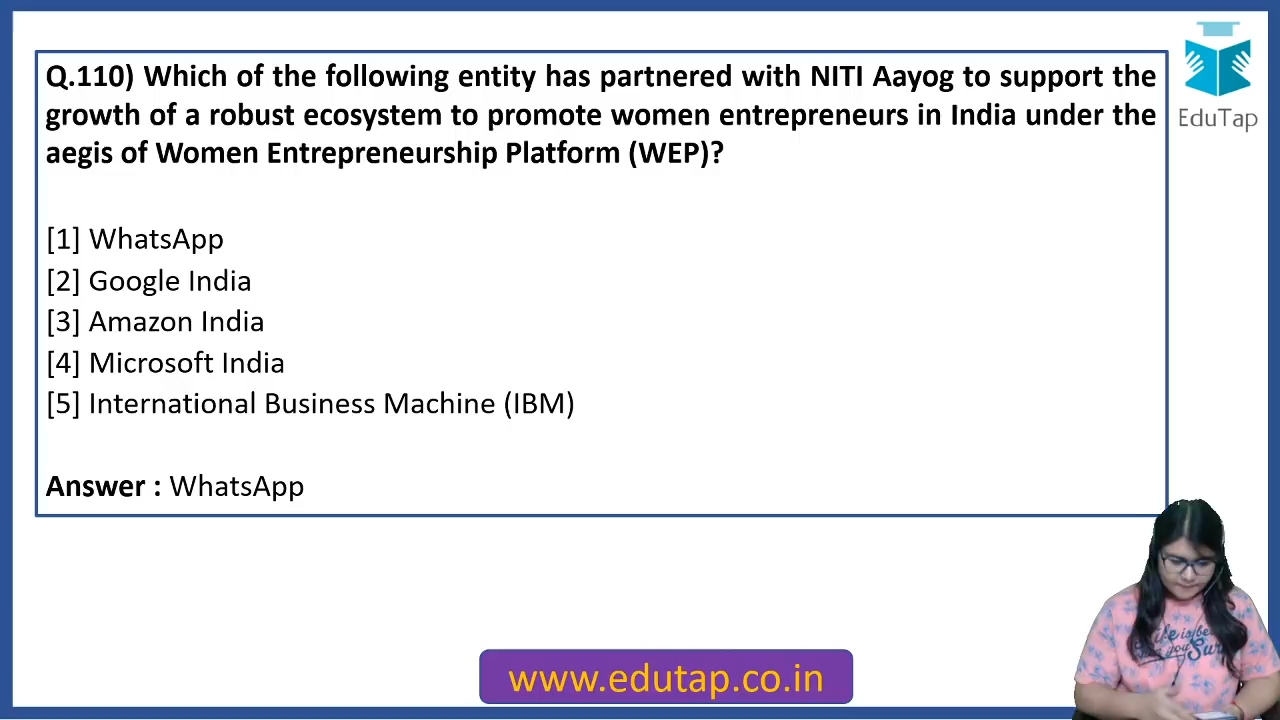 Q.110) Which of the following entity has partnered with NITI Aayog to support the
growth of a robust ecosystem to promote women entrepreneurs in India under the
aegis of Women Entrepreneurship Platform (WEP)?
EduTap
[1] WhatsApp
[2] Google India
[3] Amazon India
[4] Microsoft India
[5] International Business Machine (IBM)
Answer : WhatsApp
www.edutap.co.in